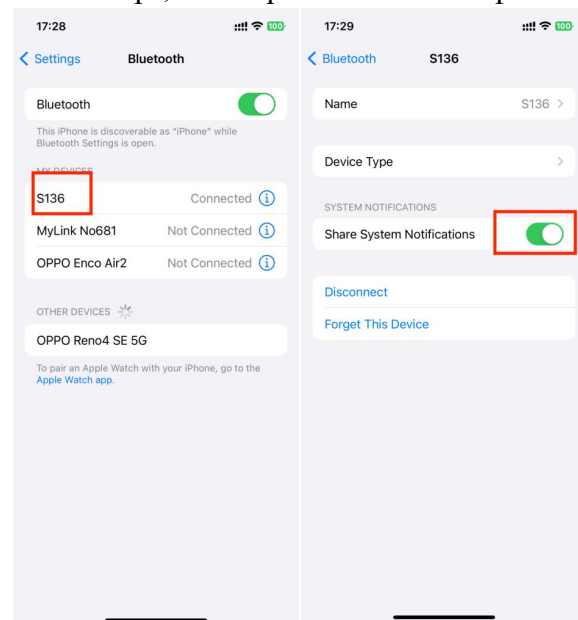 17:28
100
Settings
Bluetooth
Bluetooth
This iPhone is discoverable as “iPhone” while
Bluetooth Settings is open.
MY DEVICES
S136 Connected
MyLink No681 Not Connected
OPPO Enco Air2 Not Connected
OTHER DEVICES
OPPO Reno4 SE 5G
To pair an Apple Watch with your iPhone, go to the
Apple Watch app.
17:29
100
Bluetooth
S136
Name S136
Device Type
SYSTEM NOTIFICATIONS
Share System Notifications
Disconnect
Forget This Device